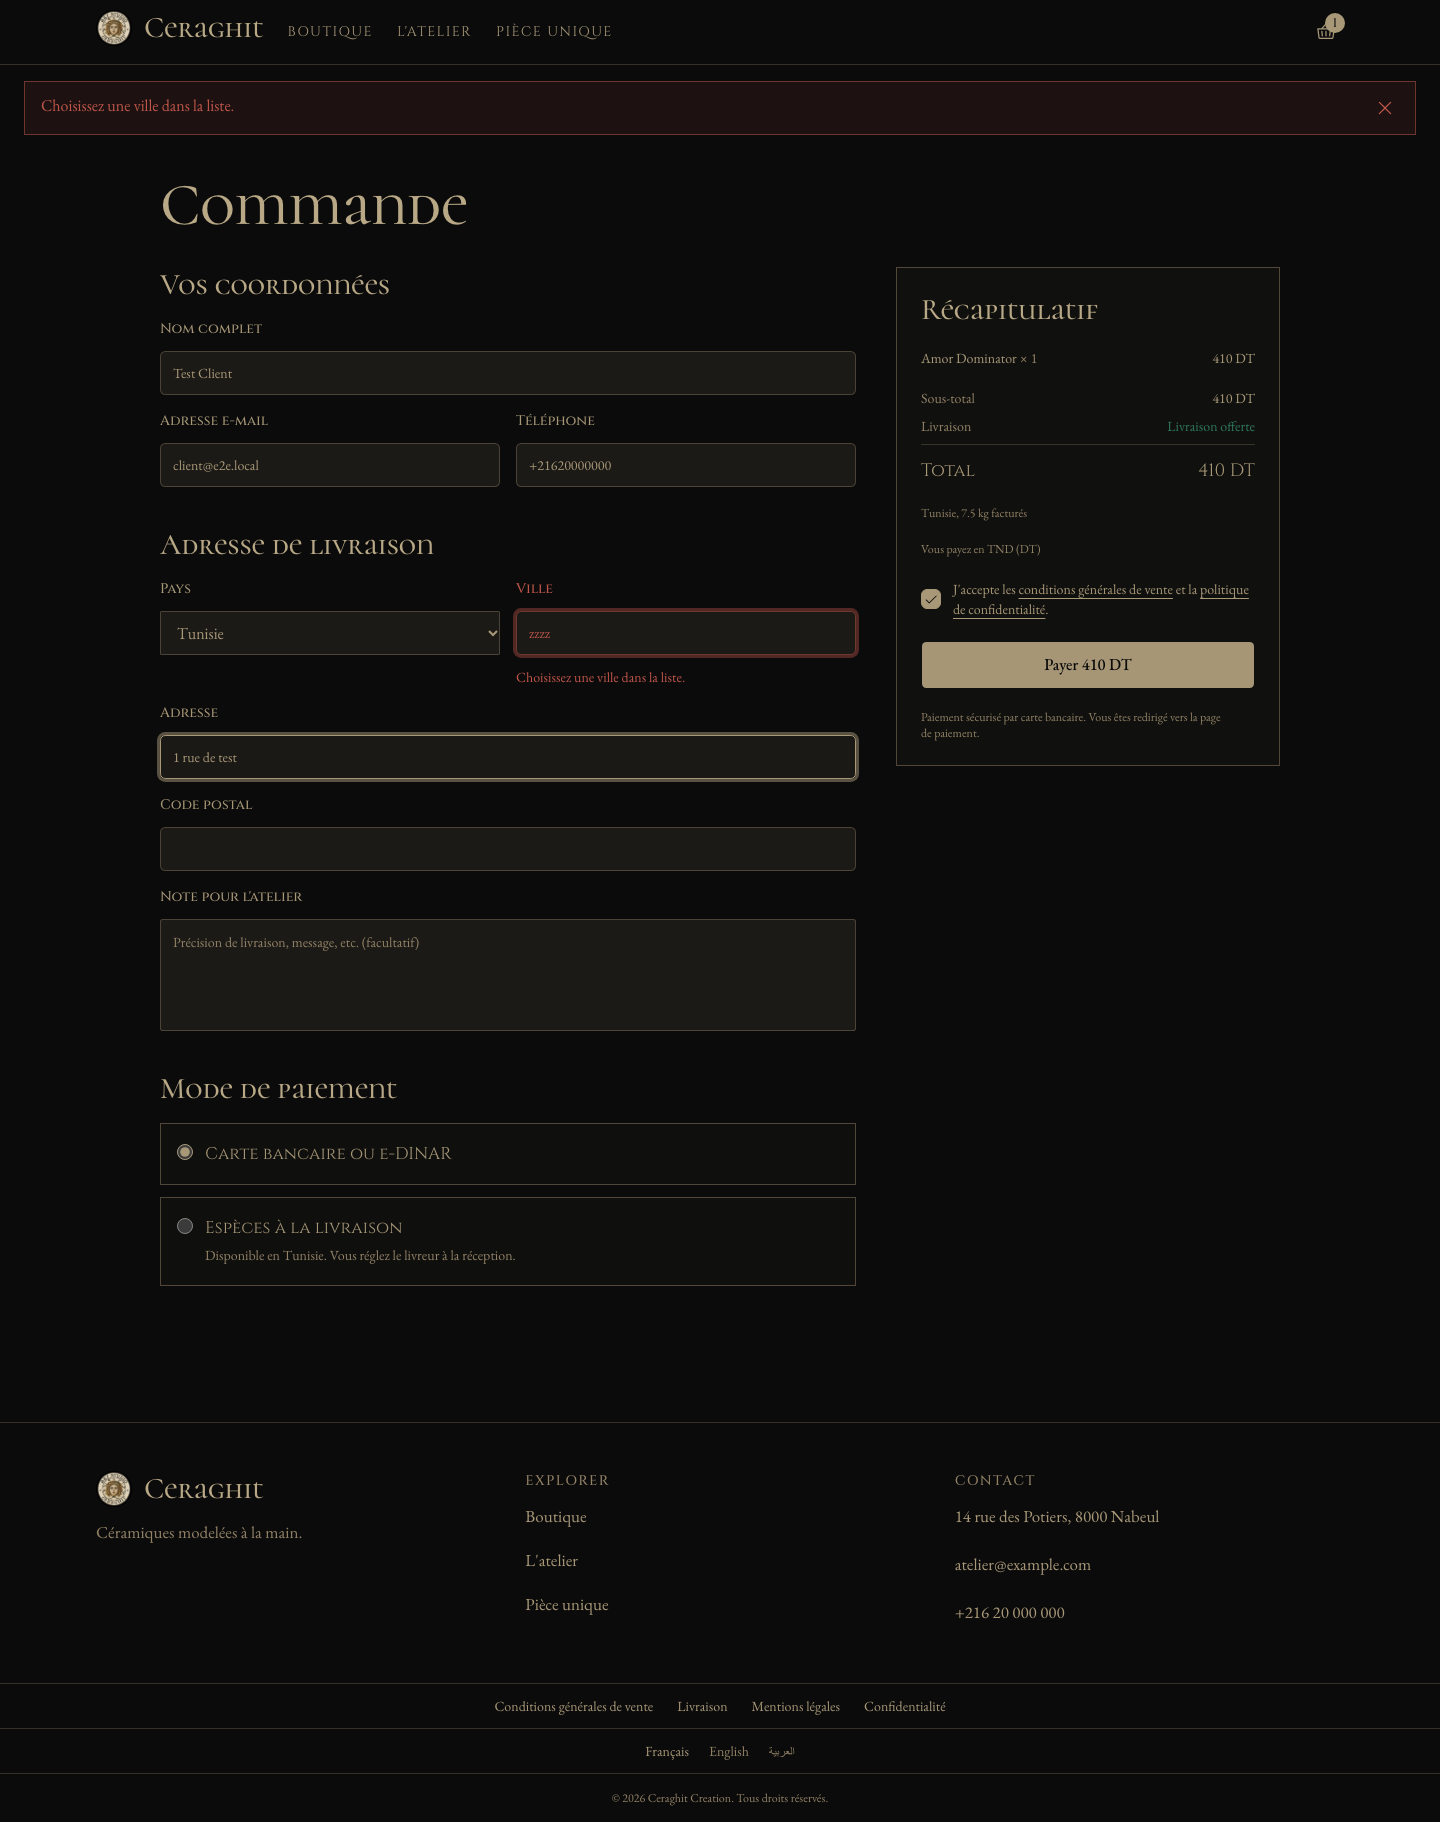 Ceraghit
BOUTIQUE
L'ATELIER
PIÈCE UNIQUE
1
Choisissez une ville dans la liste.
Commande
Vos coordonnées
Nom complet
Test Client
Adresse e-mail
Téléphone
client@e2e.local
+21620000000
Adresse de livraison
Pays
Ville
Tunisie
zzzz
Choisissez une ville dans la liste.
Adresse
1 rue de test
Code postal
Note pour l'atelier
Précision de livraison, message, etc. (facultatif)
Mode de paiement
Carte bancaire ou e-DINAR
Espèces à la livraison
Disponible en Tunisie. Vous réglez le livreur à la réception.
Récapitulatif
Amor Dominator × 1
410 DT
Sous-total
410 DT
Livraison
Livraison offerte
Total
410 DT
Tunisie, 7.5 kg facturés
Vous payez en TND (DT)
J'accepte les conditions générales de vente et la politique
de confidentialité.
Payer 410 DT
Paiement sécurisé par carte bancaire. Vous êtes redirigé vers la page
de paiement.
Ceraghit
Céramiques modelées à la main.
EXPLORER
Boutique
L'atelier
Pièce unique
CONTACT
14 rue des Potiers, 8000 Nabeul
atelier@example.com
+216 20 000 000
Conditions générales de vente
Livraison
Mentions légales
Confidentialité
Français
English
العربية
© 2026 Ceraghit Creation. Tous droits réservés.